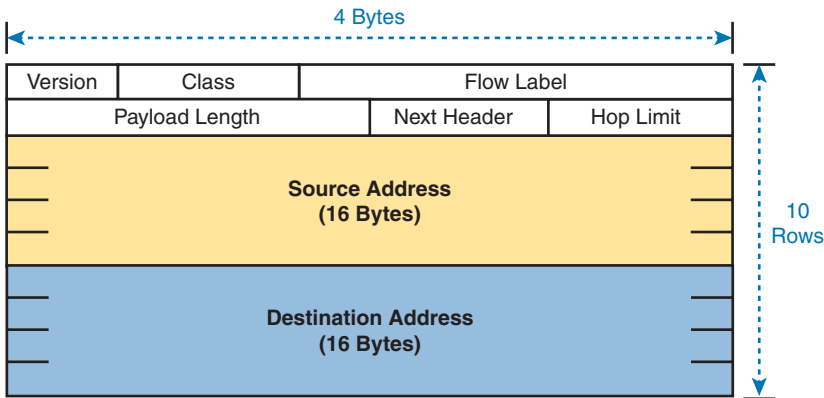 4 Bytes
Version Class Flow Label
Payload Length Next Header Hop Limit
Source Address
(16 Bytes)
10
Rows
Destination Address
(16 Bytes)